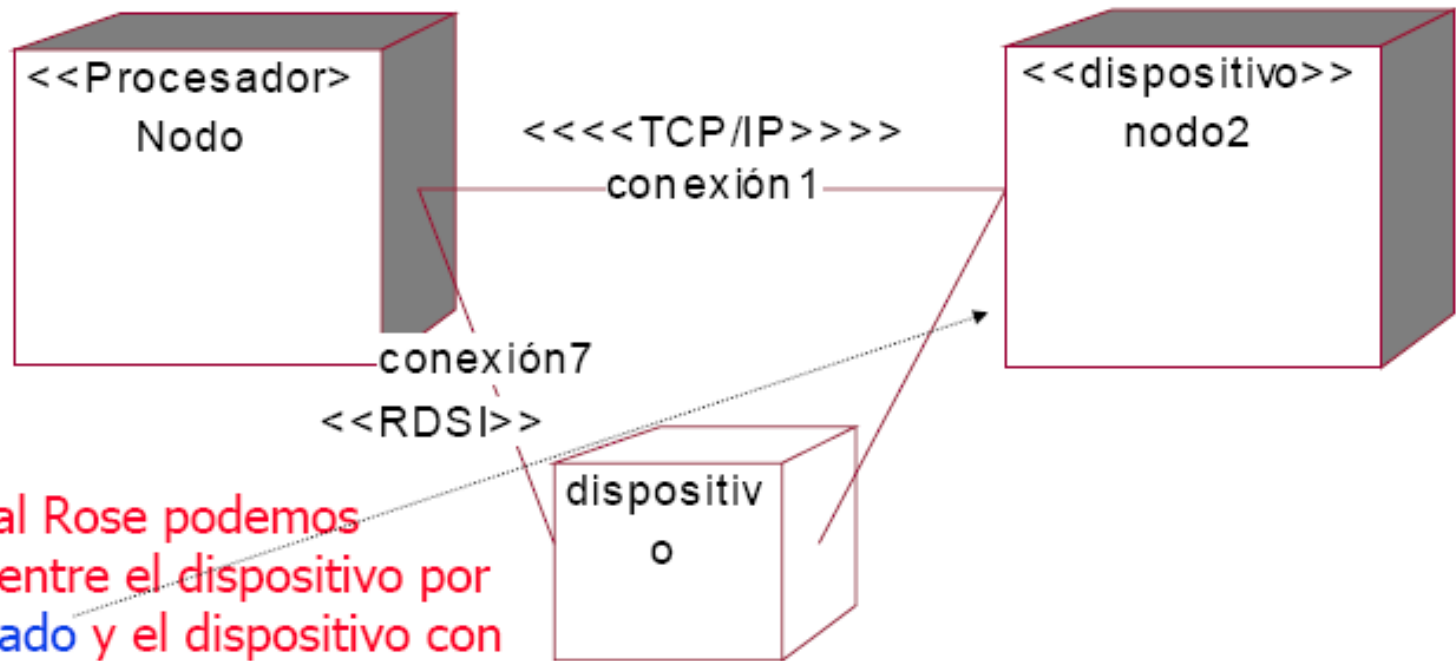 <<Procesador>
Nodo
<<<<TCP/IP>>>>
conexión1
<<dispositivo>>
nodo2
conexión7
<<RDSI>>
dispositiv
o
al Rose podemos
entre el dispositivo por
ado y el dispositivo con